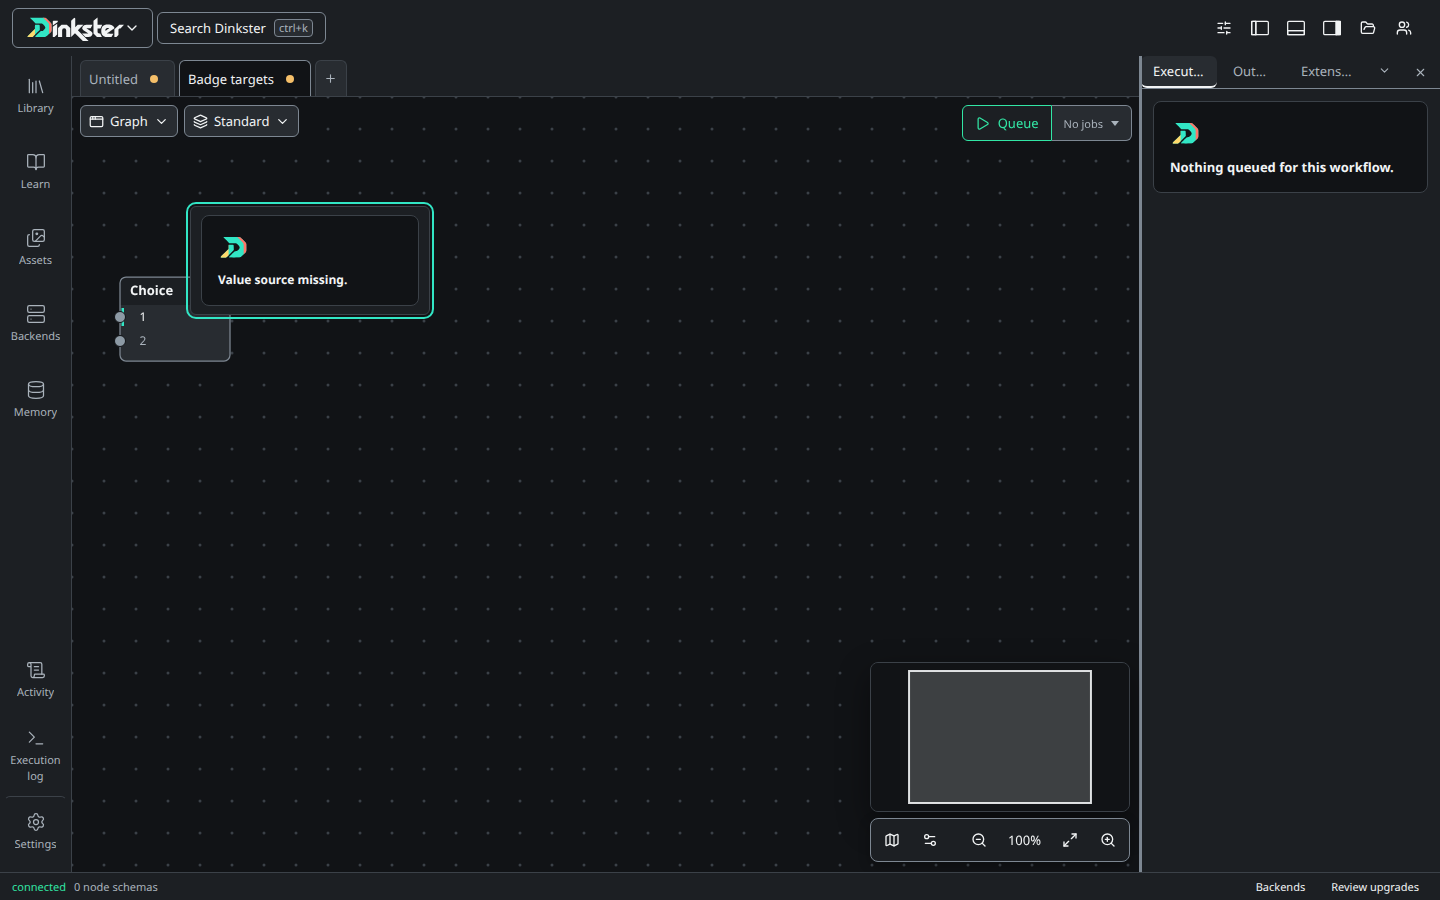 Dinkster
Search Dinkster
ctrl+k
Untitled
Badge targets
Execut...
Out...
Extens...
Library
Learn
Assets
Backends
Memory
Graph
Standard
Queue
No jobs
Nothing queued for this workflow.
Value source missing.
Choice
1
2
Activity
Execution
log
Settings
100%
connected
0 node schemas
Backends
Review upgrades